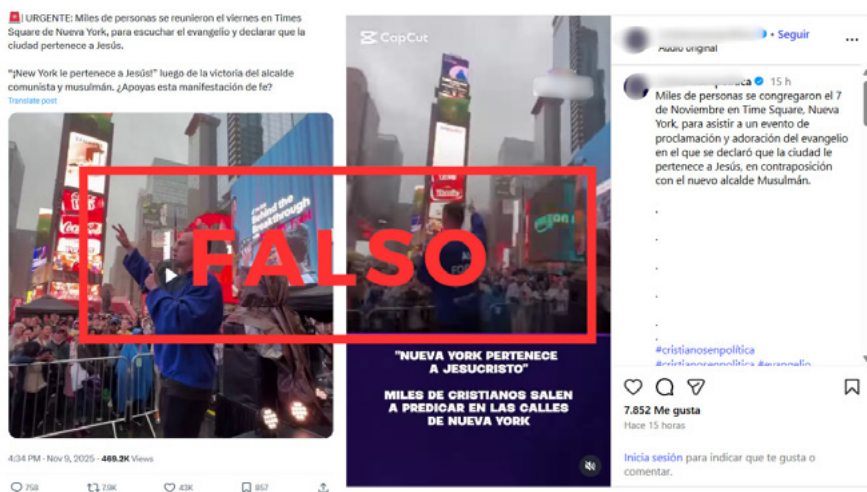 🚨| URGENTE: Miles de personas se reunieron el viernes en Times
Square de Nueva York, para escuchar el evangelio y declarar que la
ciudad pertenece a Jesús.
"¡New York le pertenece a Jesús!" luego de la victoria del alcalde
comunista y musulmán. ¿Apoyas esta manifestación de fe?
Translate post
Coca-Cola
Behind the
Breakthrough
4:34 PM · Nov 9, 2025 · 469.2K Views
758 7.9K 43K 857
CapCut
"NUEVA YORK PERTENECE
A JESUCRISTO"
MILES DE CRISTIANOS SALEN
A PREDICAR EN LAS CALLES
DE NUEVA YORK
FALSO
• Seguir
...
Audio original
15 h
Miles de personas se congregaron el 7
de Noviembre en Time Square, Nueva
York, para asistir a un evento de
proclamación y adoración del evangelio
en el que se declaró que la ciudad le
pertenece a Jesús, en contraposición
con el nuevo alcalde Musulmán.
.
.
.
.
.
#cristianosenpolítica
#cristianosenpolitica #evangelio
7.852 Me gusta
Hace 15 horas
Inicia sesión para indicar que te gusta o
comentar.